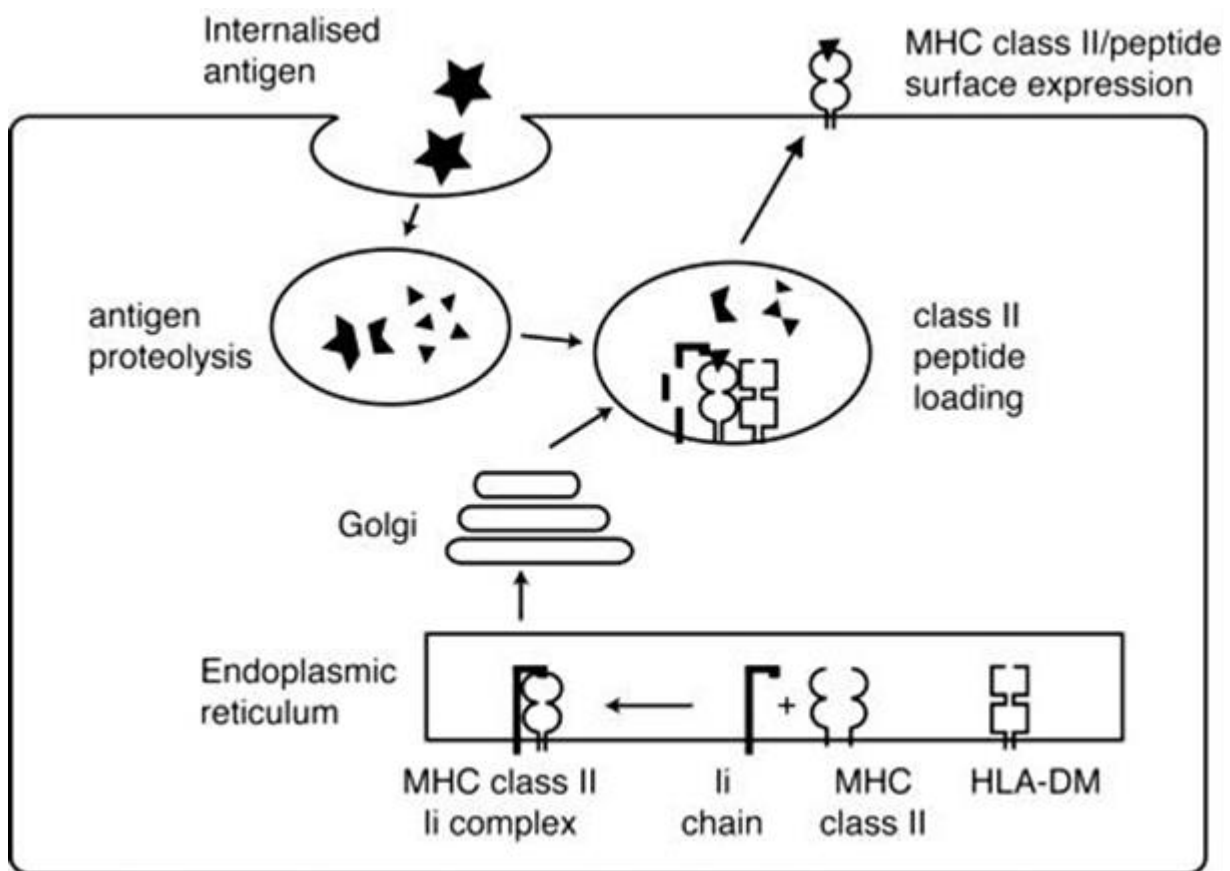 Internalised
antigen
MHC class II/peptide
surface expression
antigen
proteolysis
class II
peptide
loading
Golgi
Endoplasmic
reticulum
+
MHC class II
Ii complex
Ii
chain
MHC
class II
HLA-DM